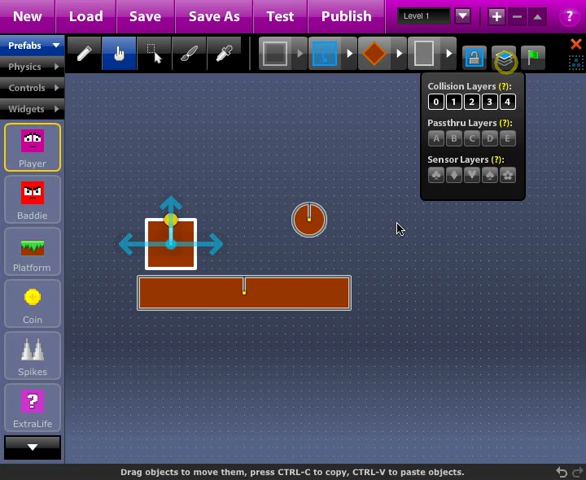 New Load Save Save As Test Publish Level 1 ?
Prefabs
Physics
Controls
Widgets
Player
Baddie
Platform
Coin
Spikes
? ExtraLife
Collision Layers (?):
0 1 2 3 4
Passthru Layers (?):
A B C D E
Sensor Layers (?):
Drag objects to move them, press CTRL-C to copy, CTRL-V to paste objects.